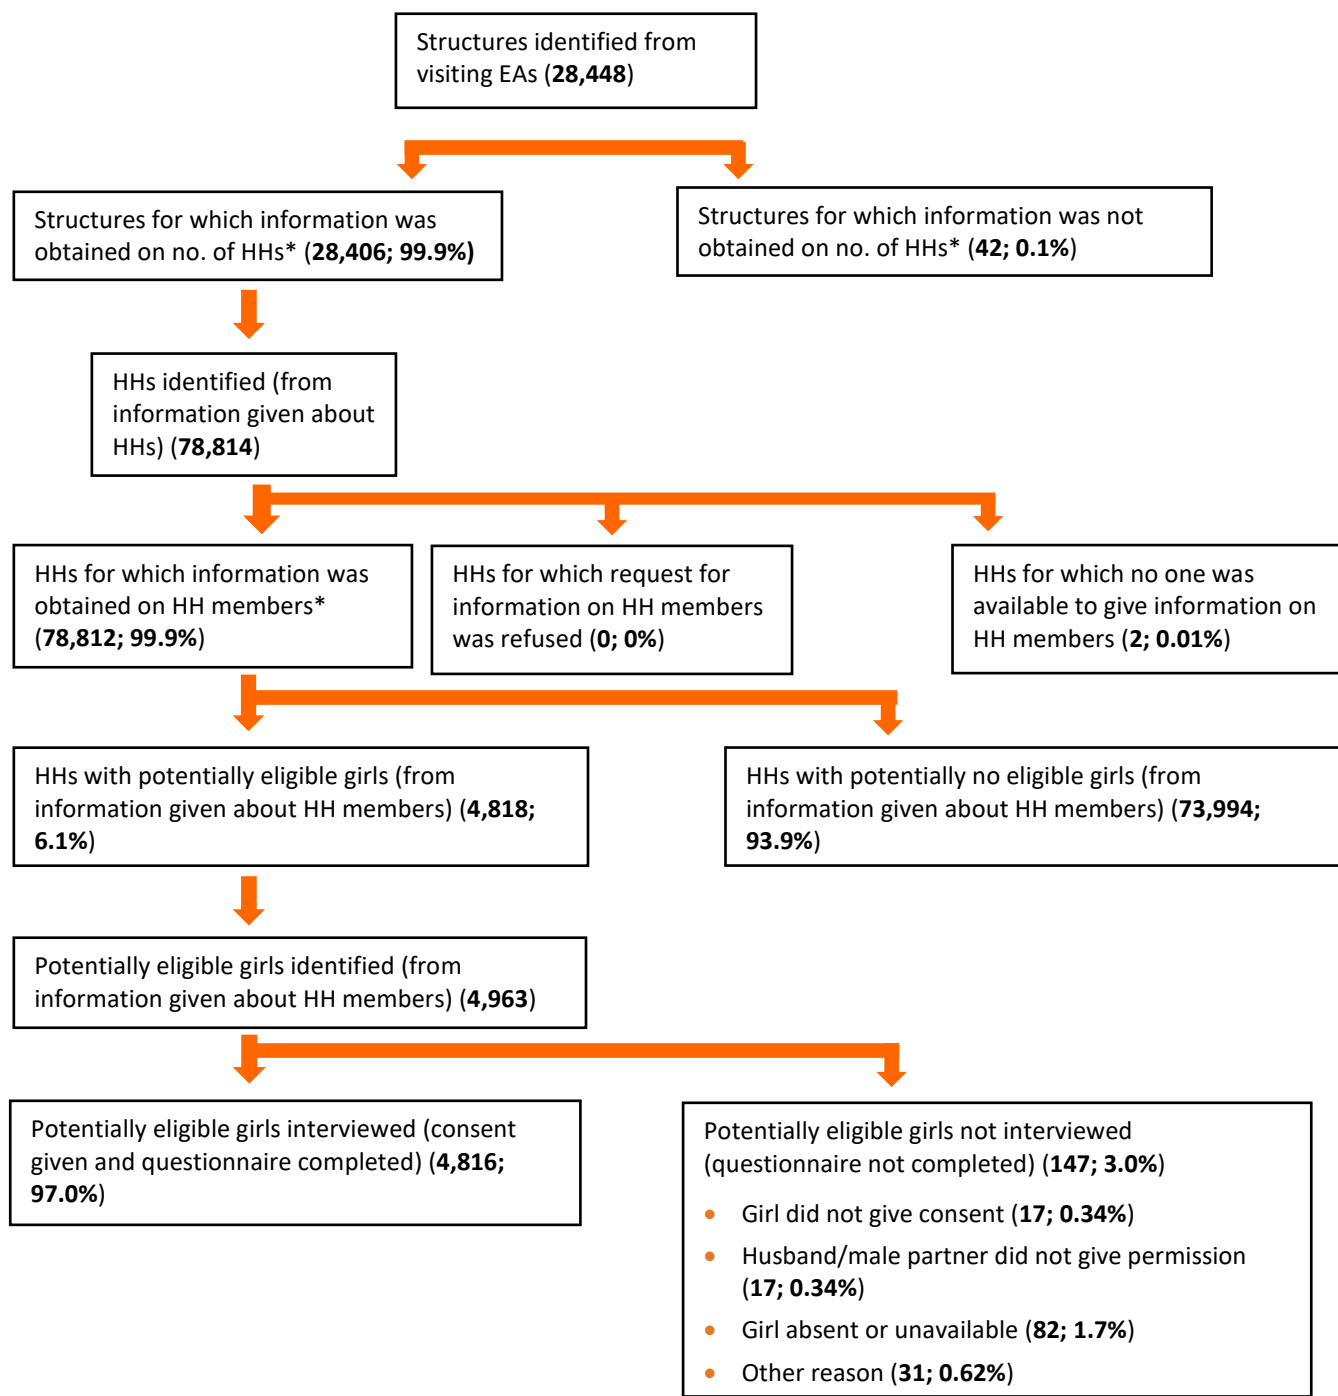 Structures identified from
visiting EAs (28,448)
Structures for which information was
obtained on no. of HHs* (28,406; 99.9%)
Structures for which information was not
obtained on no. of HHs* (42; 0.1%)
HHs identified (from
information given about
HHs) (78,814)
HHs for which information was
obtained on HH members*
(78,812; 99.9%)
HHs for which request for
information on HH members
was refused (0; 0%)
HHs for which no one was
available to give information on
HH members (2; 0.01%)
HHs with potentially eligible girls (from
information given about HH members) (4,818;
6.1%)
HHs with potentially no eligible girls (from
information given about HH members) (73,994;
93.9%)
Potentially eligible girls identified (from
information given about HH members) (4,963)
Potentially eligible girls interviewed (consent
given and questionnaire completed) (4,816;
97.0%)
Potentially eligible girls not interviewed
(questionnaire not completed) (147; 3.0%)
• Girl did not give consent (17; 0.34%)
• Husband/male partner did not give permission
(17; 0.34%)
• Girl absent or unavailable (82; 1.7%)
• Other reason (31; 0.62%)